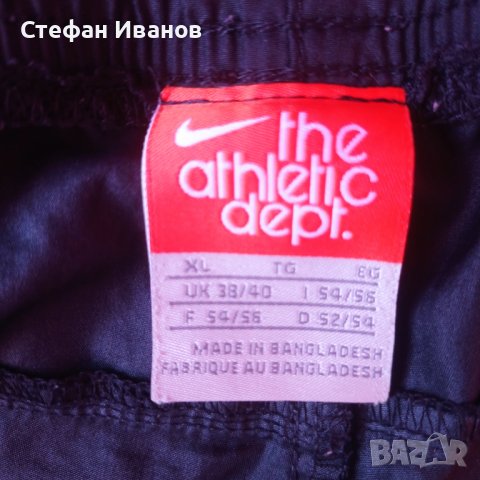 Стефан Иванов
the
athletic
dept.
XL TG EG
UK 38/40 I 54/56
F 54/56 D 52/54
MADE IN BANGLADESH
FABRIQUE AU BANGLADESH
BAZAR